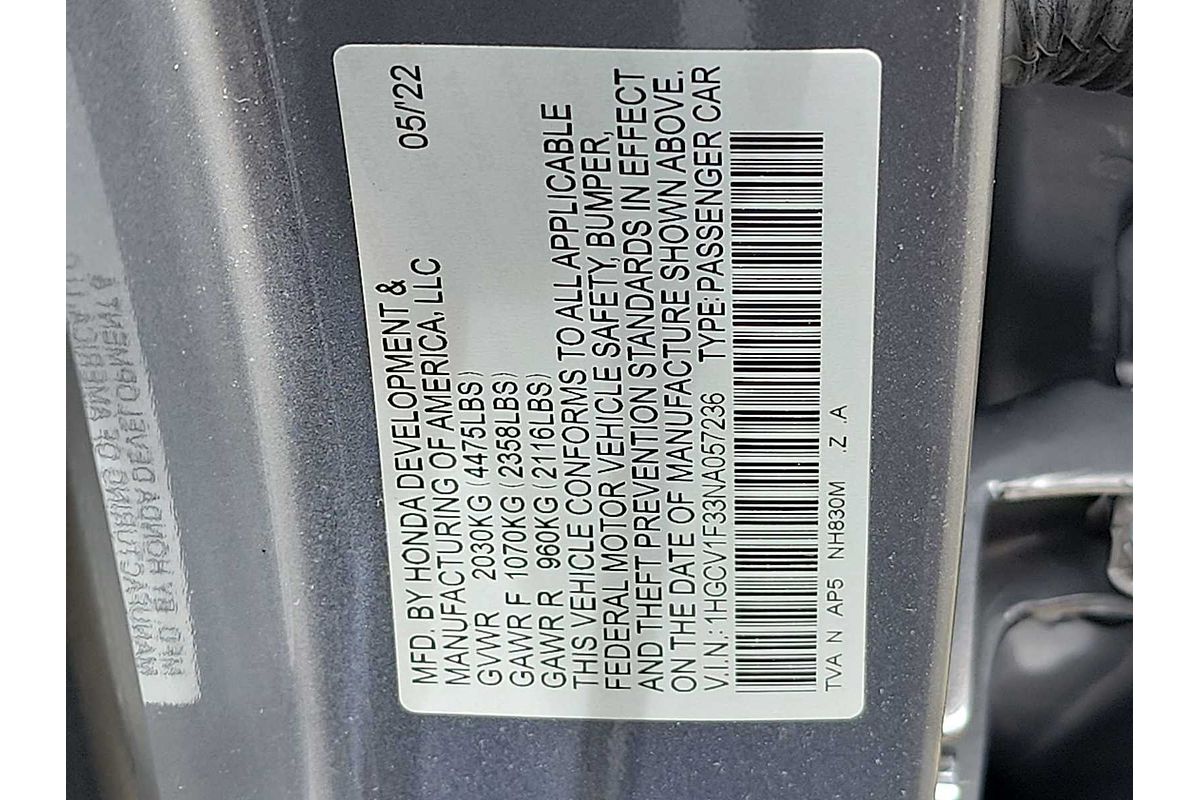 MFD. BY HONDA DEVELOPMENT &
MANUFACTURING OF AMERICA, LLC 05/'22
GVWR 2030KG (4475LBS)
GAWR F 1070KG (2358LBS)
GAWR R 960KG (2116LBS)
THIS VEHICLE CONFORMS TO ALL APPLICABLE
FEDERAL MOTOR VEHICLE SAFETY, BUMPER,
AND THEFT PREVENTION STANDARDS IN EFFECT
ON THE DATE OF MANUFACTURE SHOWN ABOVE.
V.I.N.: 1HGCV1F33NA057236 TYPE: PASSENGER CAR
TVA N AP5 NH830M .Z .A